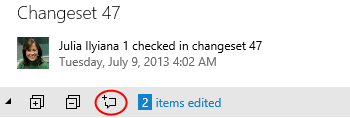 Changeset 47
Julia Ilyiana 1 checked in changeset 47
Tuesday, July 9, 2013 4:02 AM
2 items edited